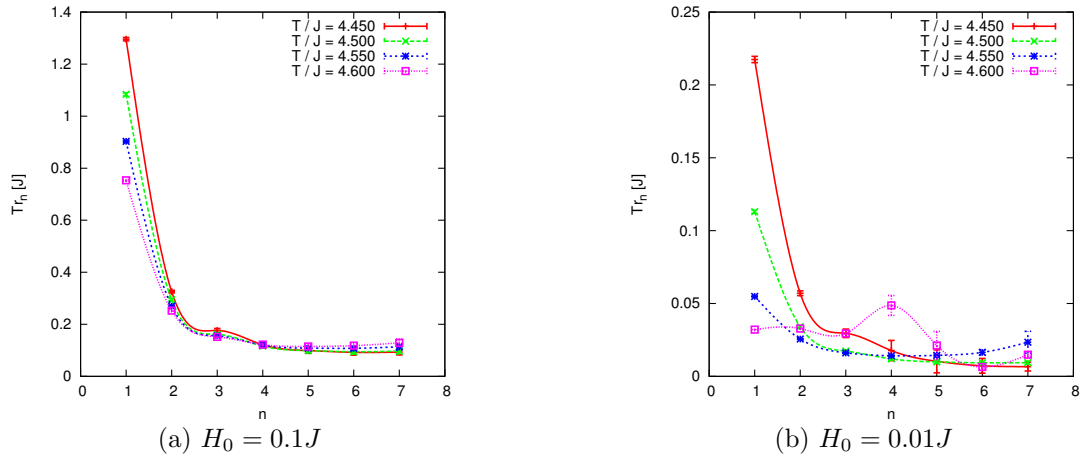 T / J = 4.450
T / J = 4.500
T / J = 4.550
T / J = 4.600
1.4
1.2
1
0.8
0.6
0.4
0.2
0
Tr_n [J]
0 1 2 3 4 5 6 7 8
n
(a) H_0 = 0.1J
T / J = 4.450
T / J = 4.500
T / J = 4.550
T / J = 4.600
0.25
0.2
0.15
0.1
0.05
0
Tr_n [J]
0 1 2 3 4 5 6 7 8
n
(b) H_0 = 0.01J